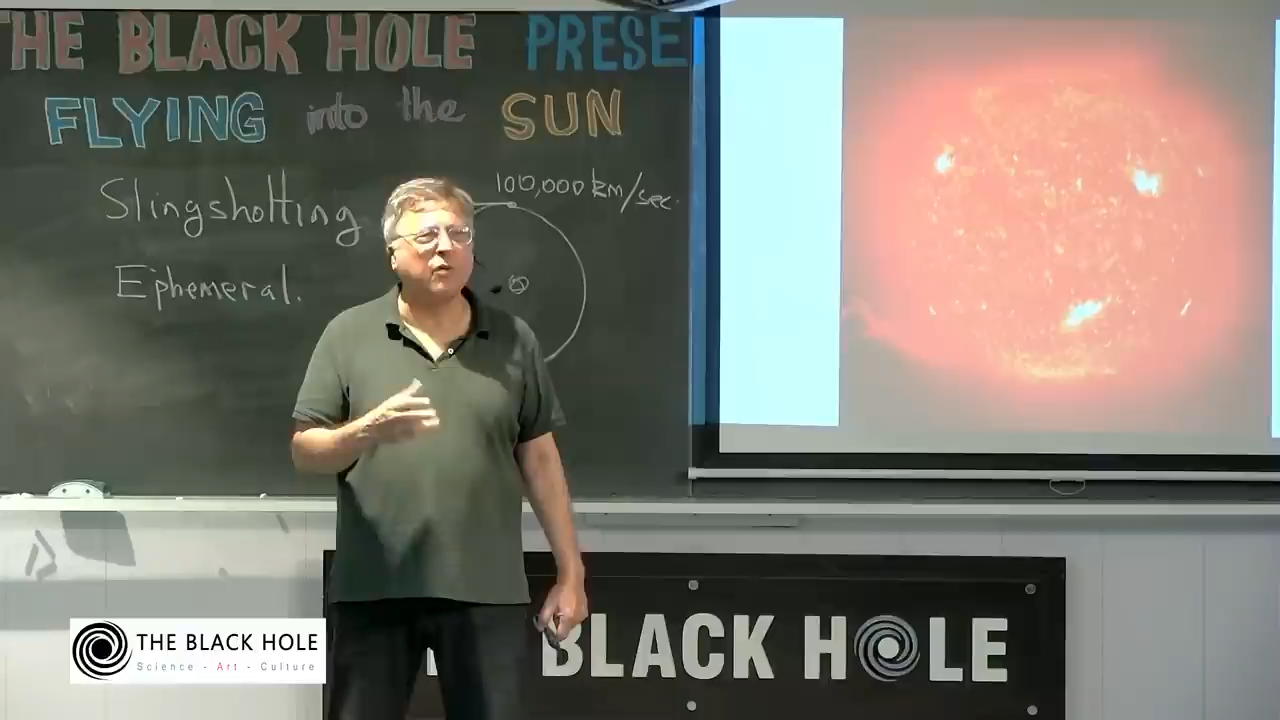 THE BLACK HOLE PRESE
FLYING into the SUN
Slingshotting
100,000 km/sec.
Ephemeral.
THE BLACK HOLE
Science - Art - Culture
BLACK HOLE